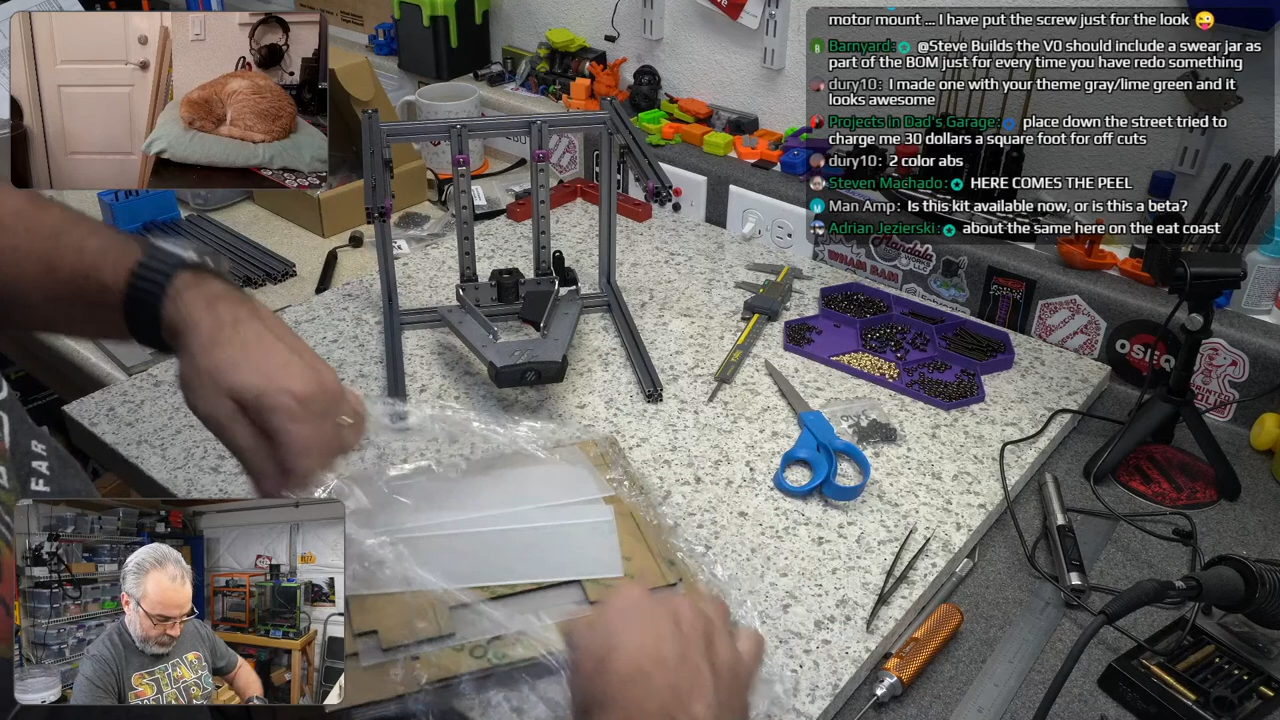 motor mount ... I have put the screw just for the look 😜
Barnyard: @Steve Builds the V0 should include a swear jar as
part of the BOM just for every time you have redo something
dury10: I made one with your theme gray/lime green and it
looks awesome
Projects in Dad's Garage: place down the street tried to
charge me 30 dollars a square foot for off cuts
dury10: 2 color abs
Steven Machado: HERE COMES THE PEEL
Man Amp: Is this kit available now, or is this a beta?
Adrian Jezierski: about the same here on the eat coast
WHAM BAM
OSEQ
FAR
STAR
WARS